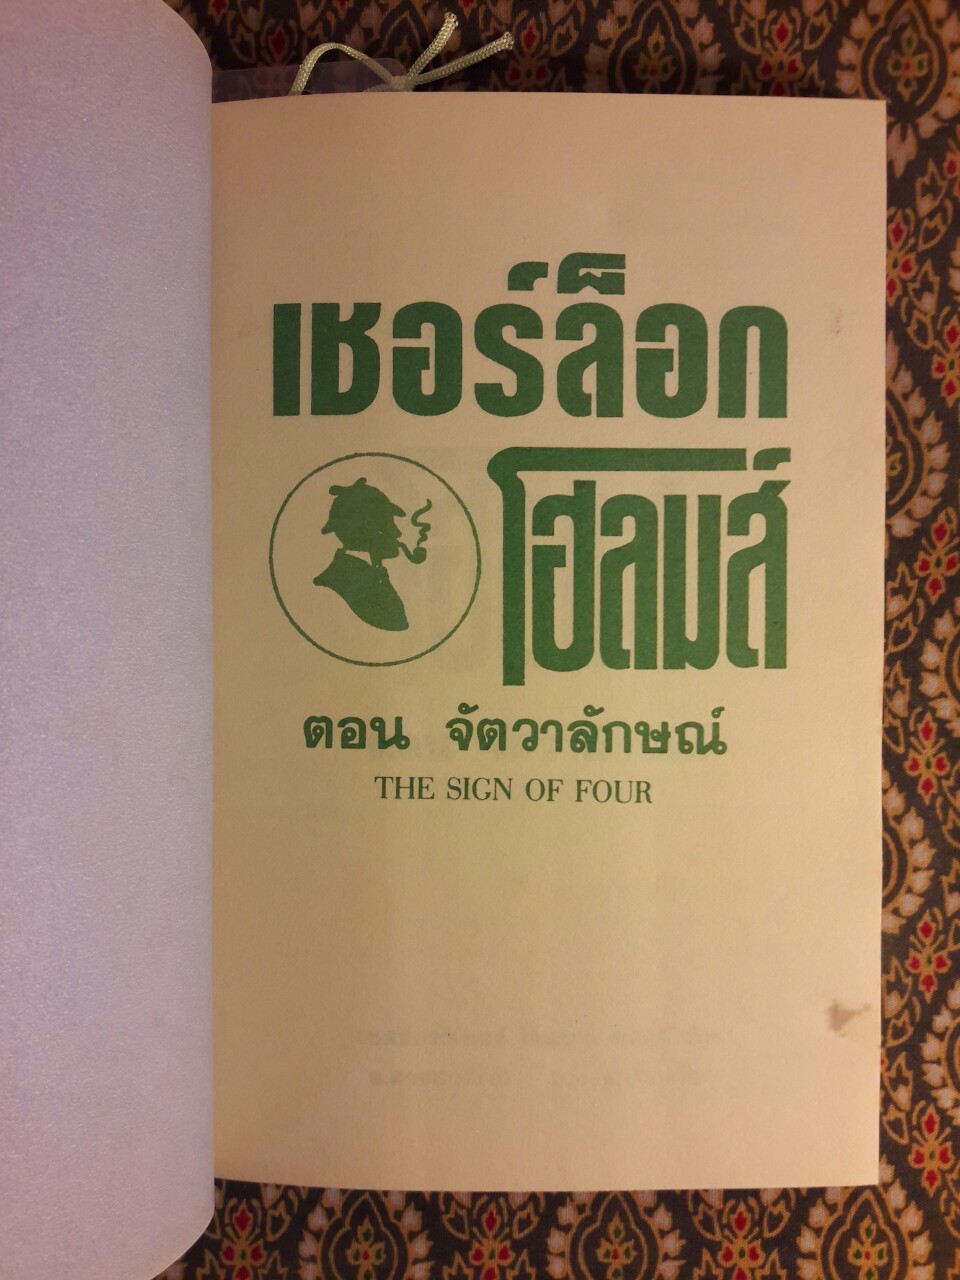 เชอร์ล็อก
โฮลมส์
ตอน จัตวาลักษณ์
THE SIGN OF FOUR